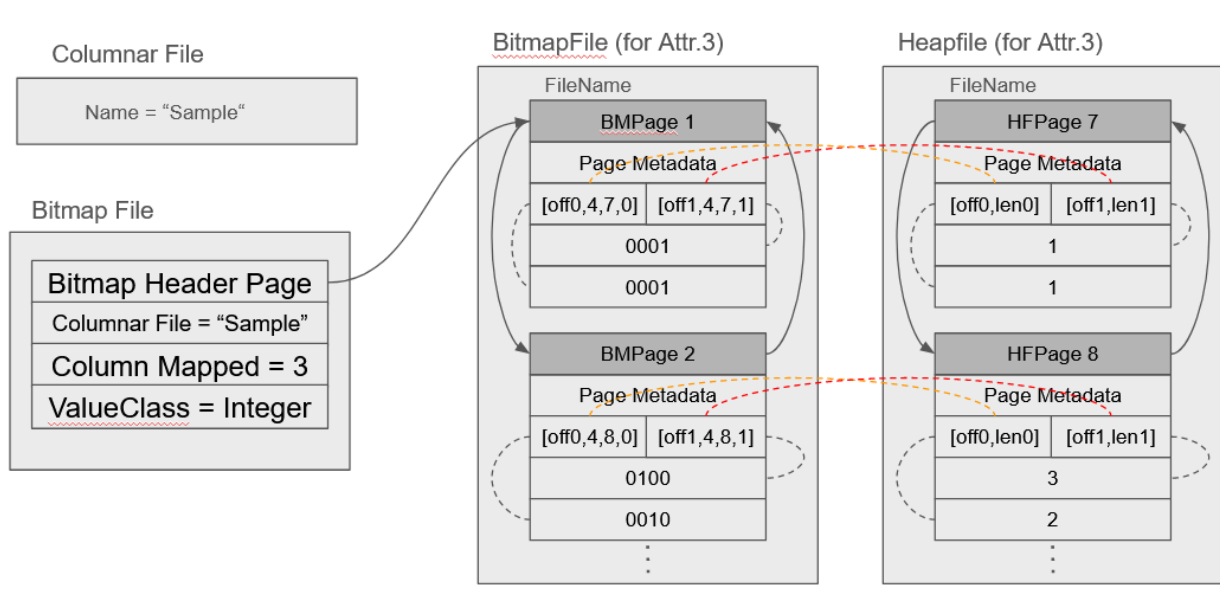 Columnar File
Name = “Sample“
Bitmap File
Bitmap Header Page
Columnar File = “Sample”
Column Mapped = 3
ValueClass = Integer
BitmapFile (for Attr.3)
FileName
BMPage 1
Page Metadata
[off0,4,7,0] [off1,4,7,1]
0001
0001
BMPage 2
Page Metadata
[off0,4,8,0] [off1,4,8,1]
0100
0010
Heapfile (for Attr.3)
FileName
HFPage 7
Page Metadata
[off0,len0] [off1,len1]
1
1
HFPage 8
Page Metadata
[off0,len0] [off1,len1]
3
2